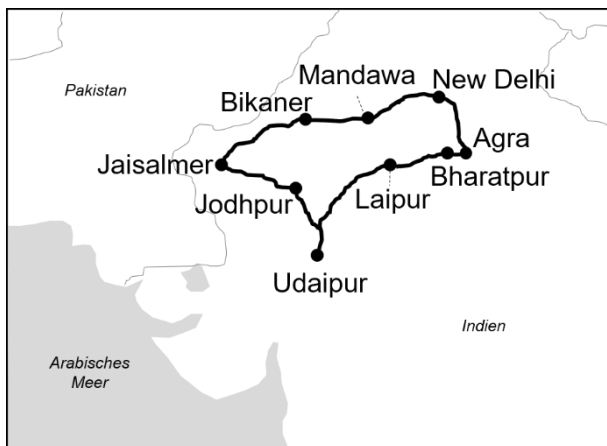 Pakistan
Mandawa
New Delhi
Bikaner
Agra
Jaisalmer
Bharatpur
Jodhpur
Laipur
Udaipur
Indien
Arabisches
Meer